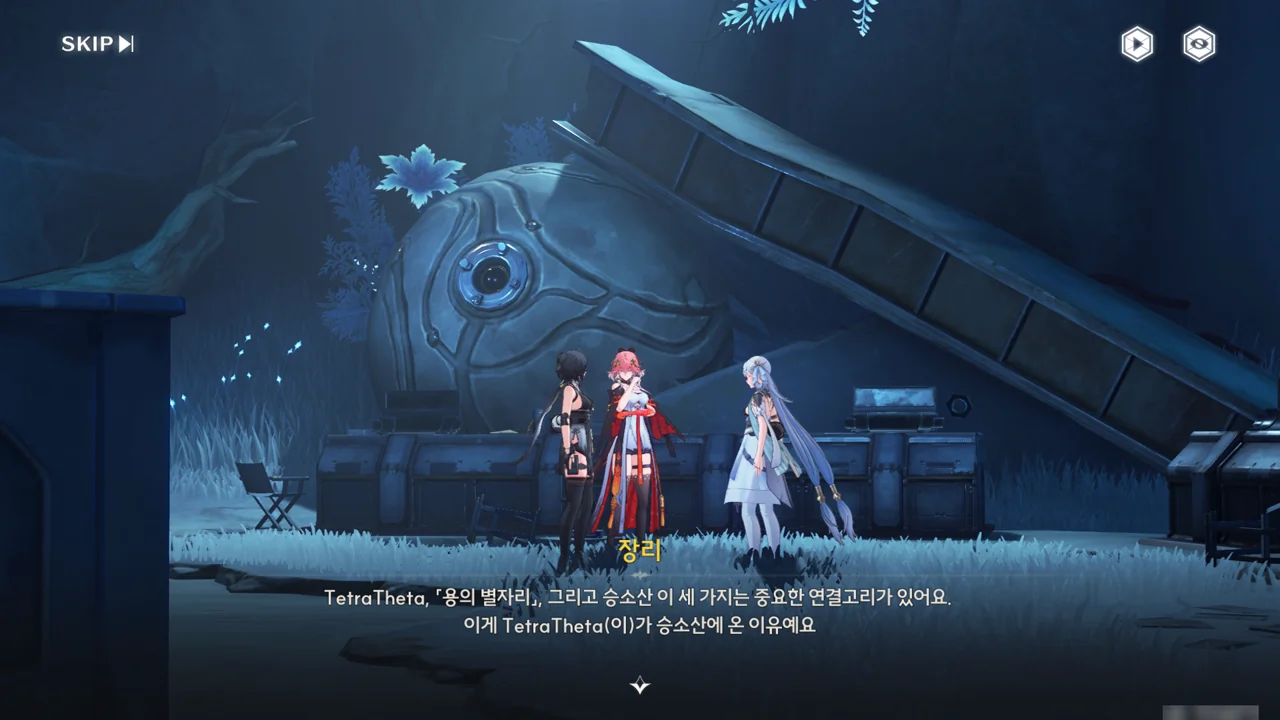 SKIP
장리
TetraTheta, 「용의 별자리」, 그리고 승소산 이 세 가지는 중요한 연결고리가 있어요.
이게 TetraTheta(이)가 승소산에 온 이유예요